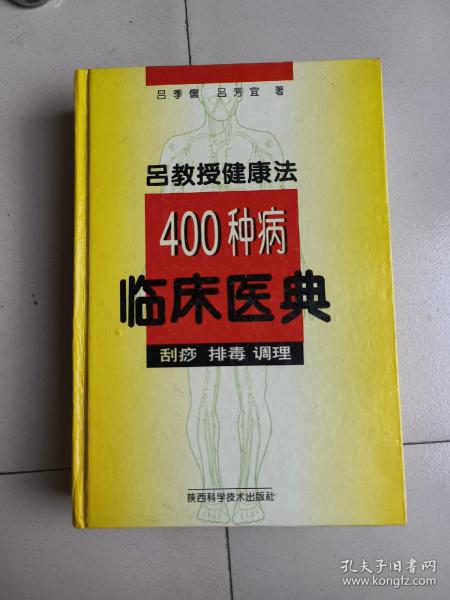 吕季儒 吕芳宜 著
吕教授健康法
400种病
临床医典
刮痧 排毒 调理
陕西科学技术出版社
孔夫子旧书网
www.kongfz.com